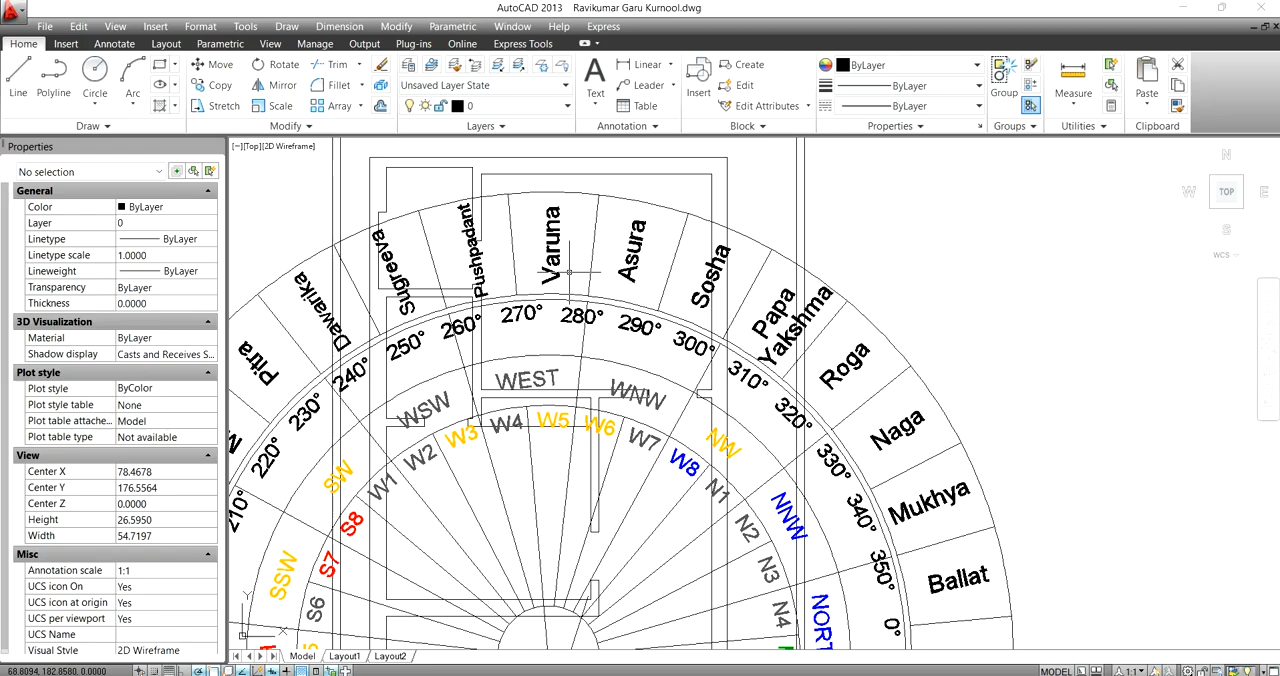 AutoCAD 2013 Ravikumar Garu Kurnool.dwg
File Edit View Insert Format Tools Draw Dimension Modify Parametric Window Help Express
Home Insert Annotate Layout Parametric View Manage Output Plug-ins Online Express Tools
Line Polyline Circle Arc
Move Rotate Trim
Copy Mirror Fillet
Stretch Scale Array
Unsaved Layer State
0
Text
Linear
Leader
Table
Insert
Create
Edit
Edit Attributes
ByLayer
ByLayer
ByLayer
Group
Measure
Paste
Draw Modify Layers Annotation Block Properties Groups Utilities Clipboard
Properties
No selection
General
Color ByLayer
Layer 0
Linetype ByLayer
Linetype scale 1.0000
Lineweight ByLayer
Transparency ByLayer
Thickness 0.0000
3D Visualization
Material ByLayer
Shadow display Casts and Receives S...
Plot style
Plot style ByColor
Plot style table None
Plot table attache... Model
Plot table type Not available
View
Center X 78.4678
Center Y 176.5564
Center Z 0.0000
Height 26.5950
Width 54.7197
Misc
Annotation scale 1:1
UCS icon On Yes
UCS icon at origin Yes
UCS per viewport Yes
UCS Name
Visual Style 2D Wireframe
[−][Top][2D Wireframe]
N
W TOP E
S
WCS
Pitra
Dawarika
Sugreeva
Pushpadant
Varuna
Asura
Sosha
Papa
Yakshma
Roga
Naga
Mukhya
Ballat
210°
220°
230°
240°
250°
260°
270°
280°
290°
300°
310°
320°
330°
340°
350°
0°
SSW
SW
WSW
WEST
WNW
NW
NNW
NORT
S6
S7
S8
W1
W2
W3
W4
W5
W6
W7
W8
N1
N2
N3
N4
Y
X
Model Layout1 Layout2
68.8094, 182.8580, 0.0000
MODEL 1:1